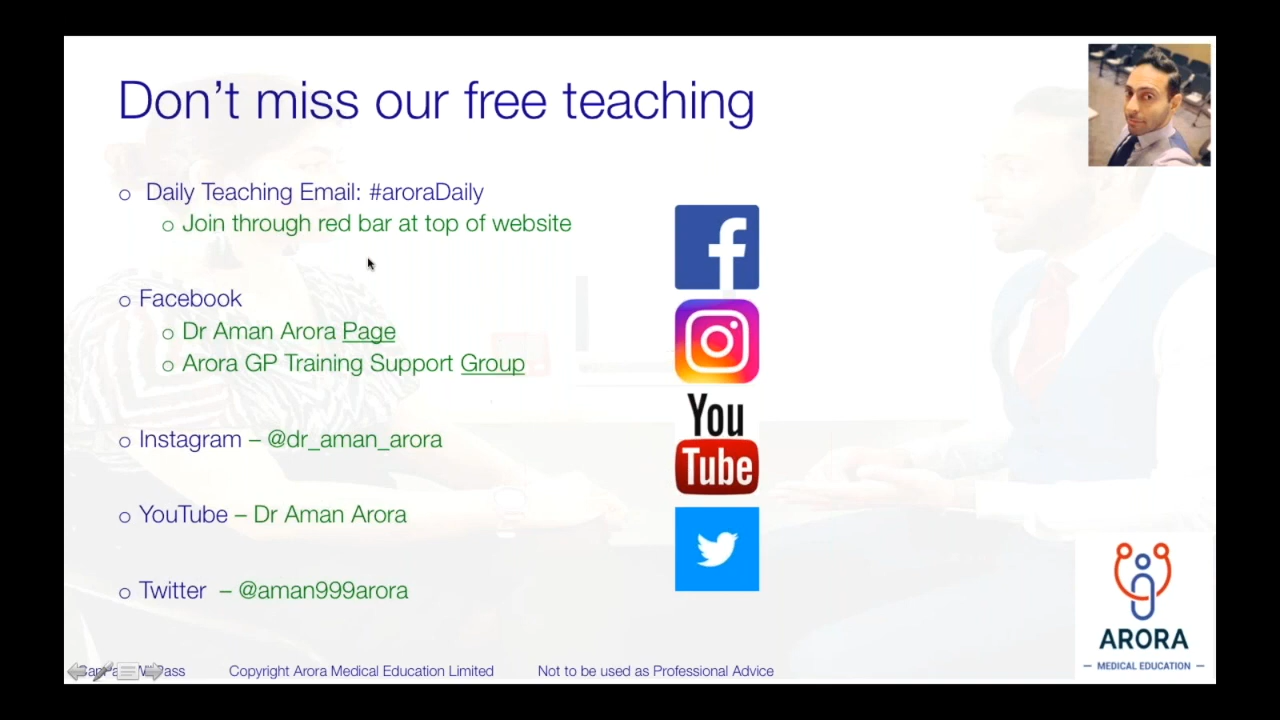 Don't miss our free teaching
Daily Teaching Email: #aroraDaily
Join through red bar at top of website
Facebook
Dr Aman Arora Page
Arora GP Training Support Group
Instagram – @dr_aman_arora
YouTube – Dr Aman Arora
Twitter – @aman999arora
f
You
Tube
ARORA
MEDICAL EDUCATION
Copyright Arora Medical Education Limited Not to be used as Professional Advice